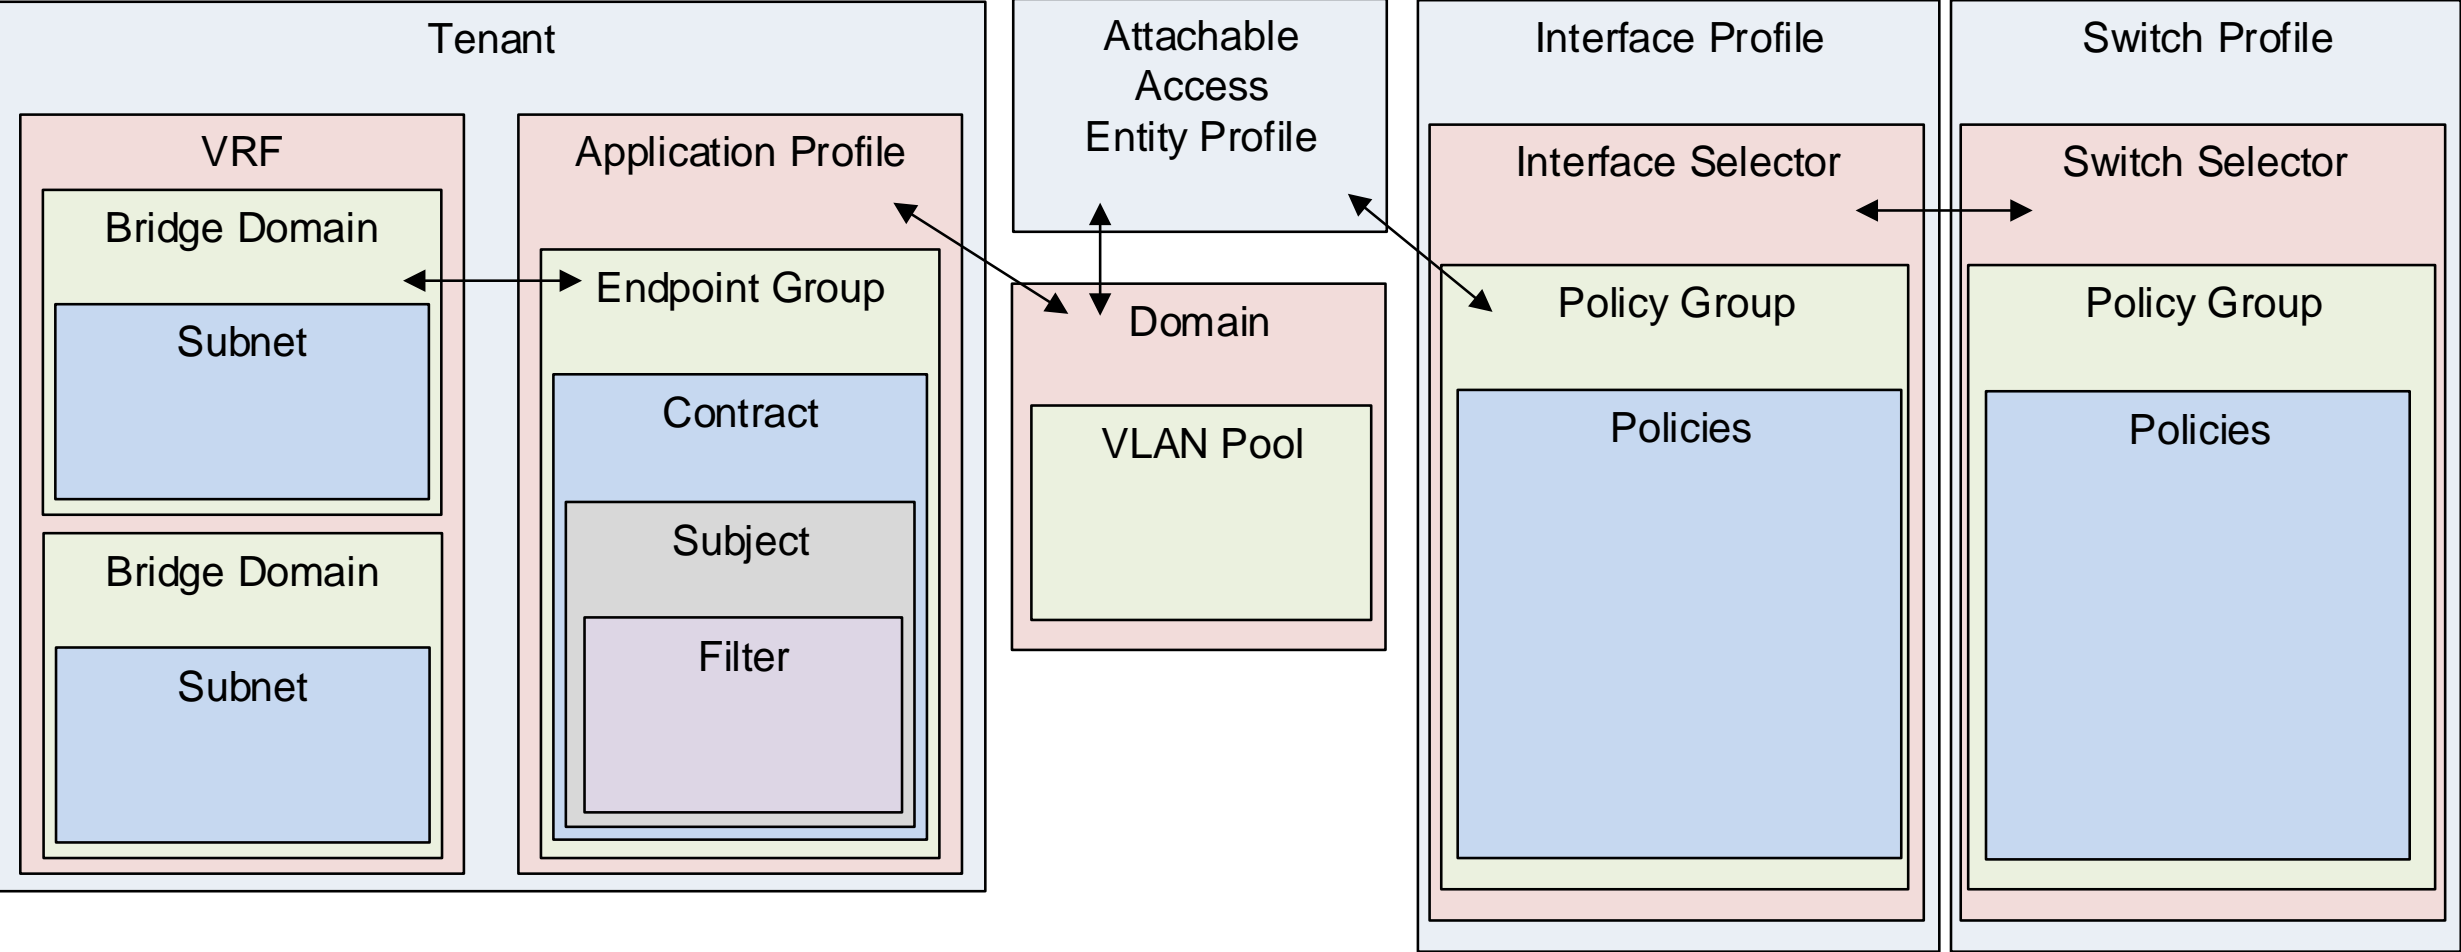 Tenant
VRF
Bridge Domain
Subnet
Bridge Domain
Subnet
Application Profile
Endpoint Group
Contract
Subject
Filter
Attachable
Access
Entity Profile
Domain
VLAN Pool
Interface Profile
Interface Selector
Policy Group
Policies
Switch Profile
Switch Selector
Policy Group
Policies